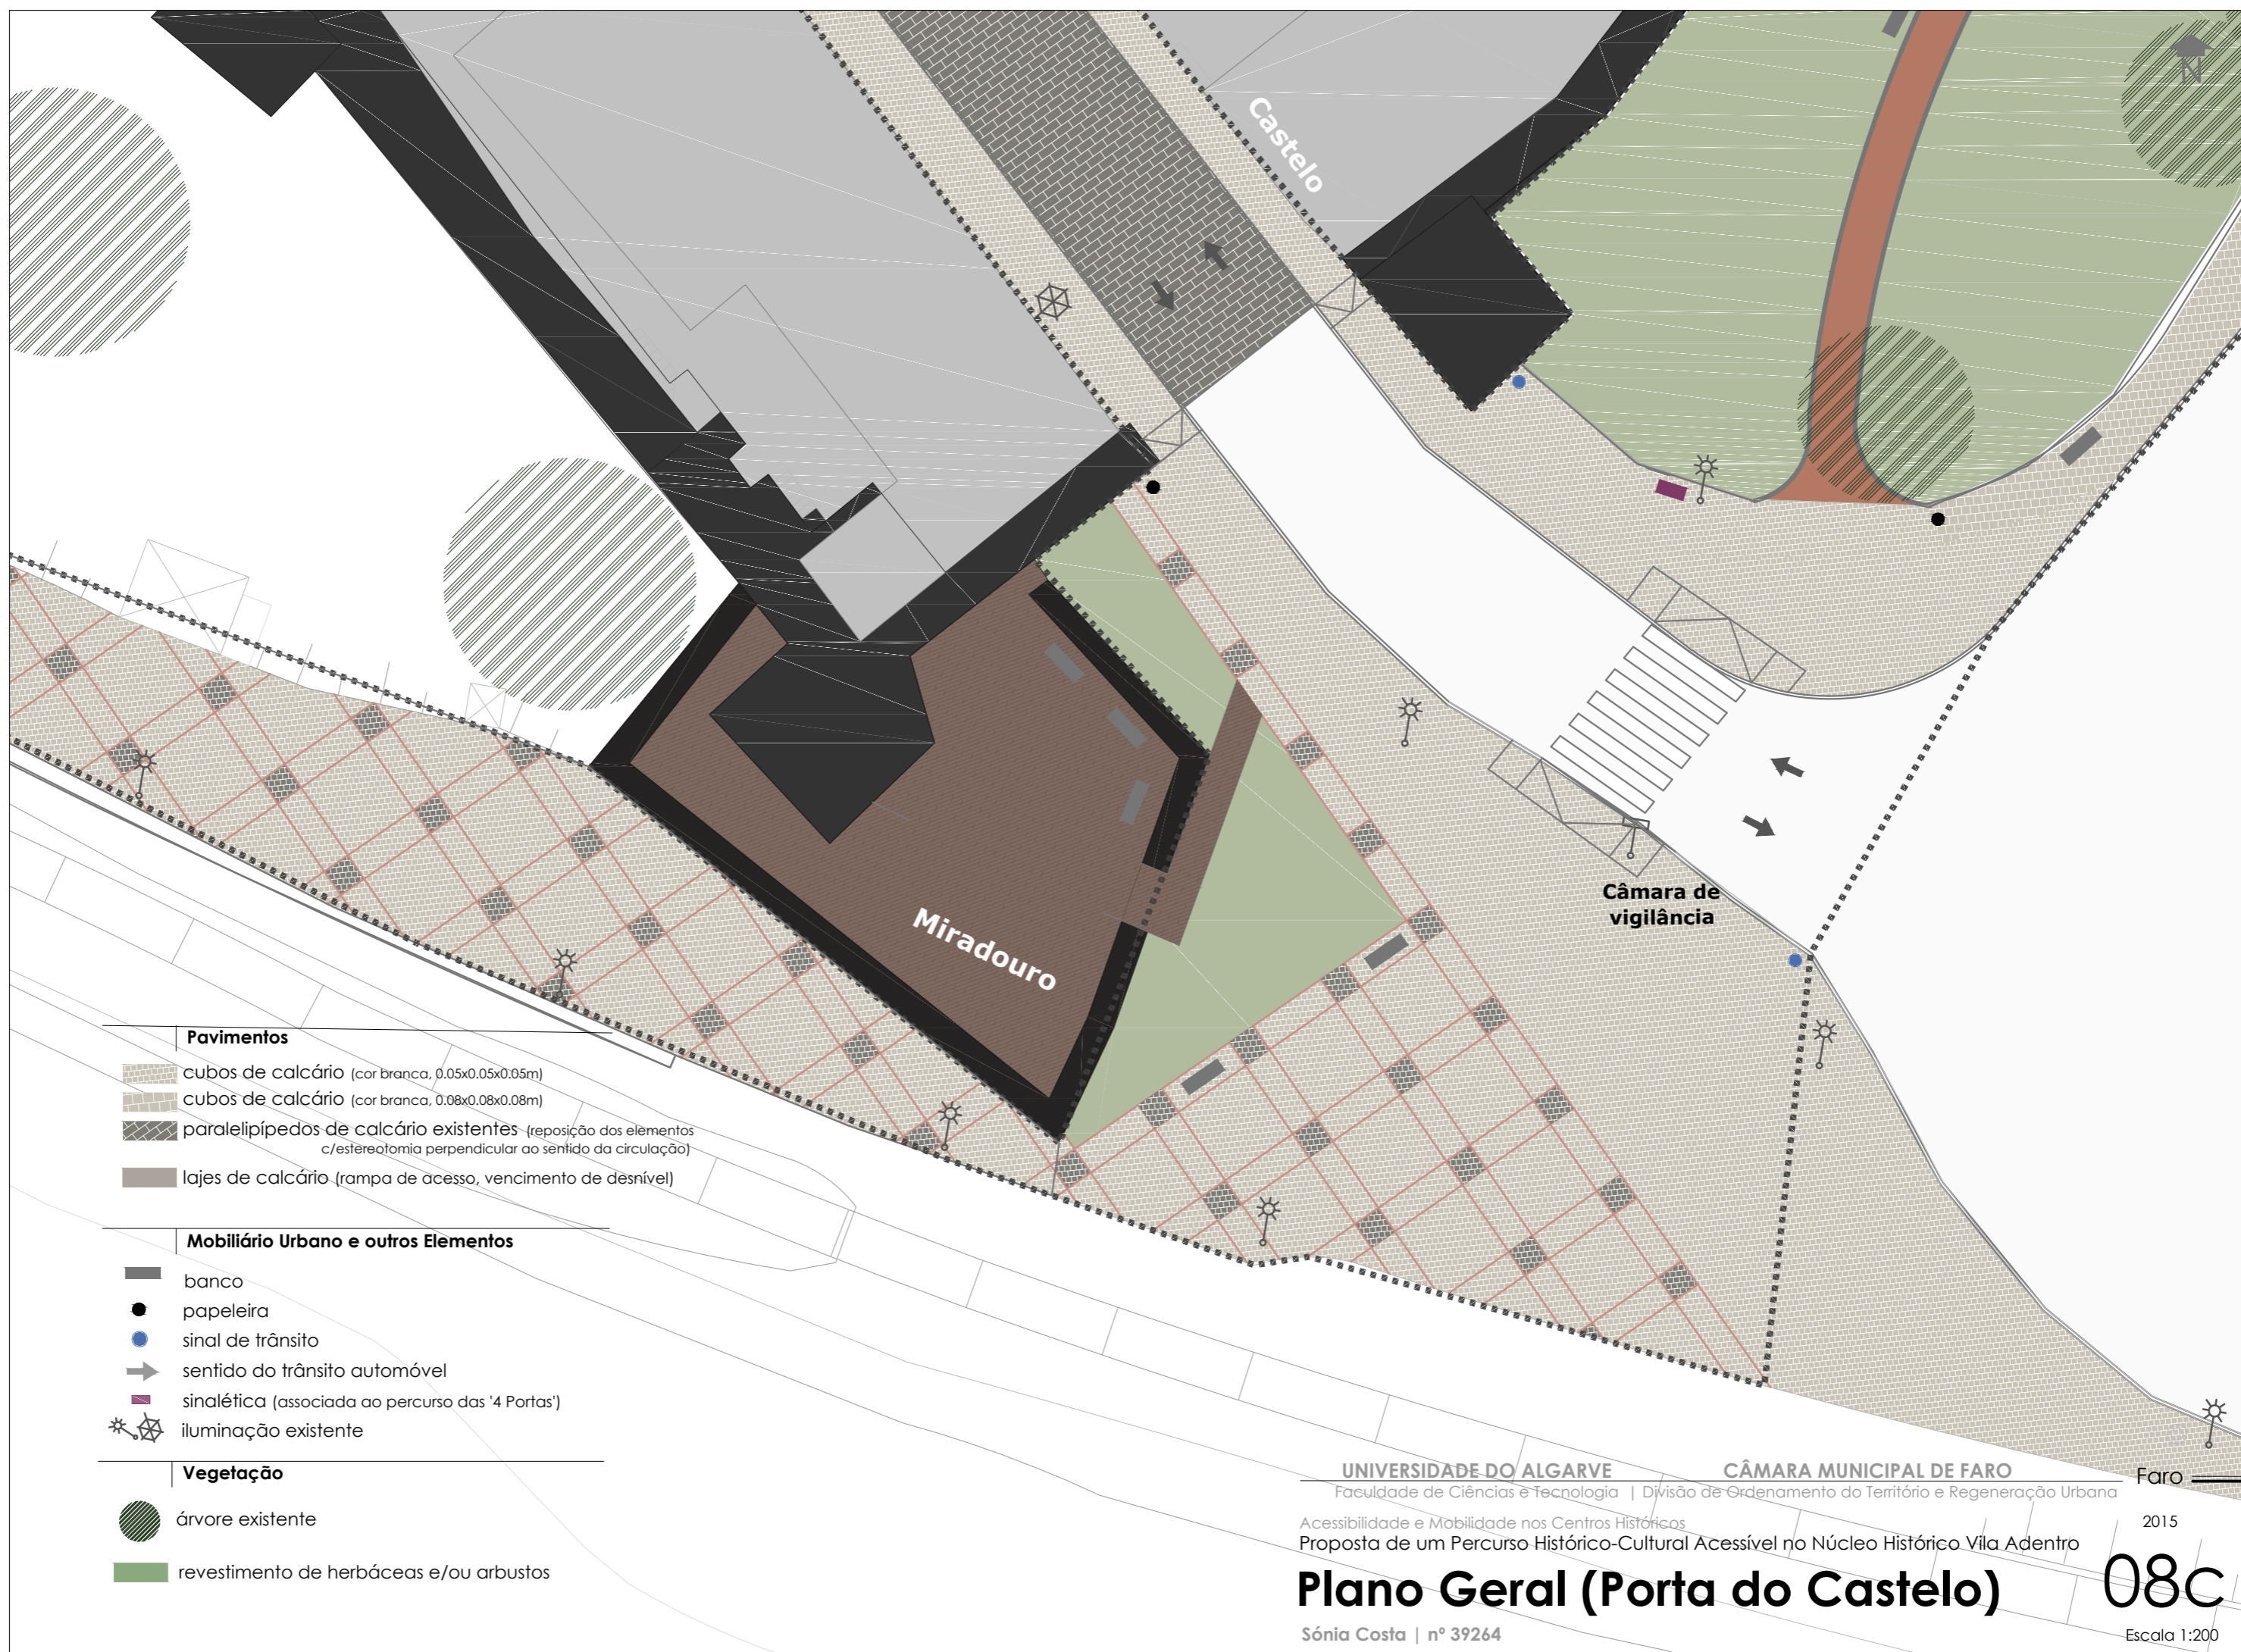 Castelo
Miradouro
Câmara de
vigilância
Pavimentos
cubos de calcário (cor branca, 0.05x0.05x0.05m)
cubos de calcário (cor branca, 0.08x0.08x0.08m)
paralelipípedos de calcário existentes (reposição dos elementos
c/estereotomia perpendicular ao sentido da circulação)
lajes de calcário (rampa de acesso, vencimento de desnível)
Mobiliário Urbano e outros Elementos
banco
papeleira
sinal de trânsito
sentido do trânsito automóvel
sinalética (associada ao percurso das '4 Portas')
iluminação existente
Vegetação
árvore existente
revestimento de herbáceas e/ou arbustos
UNIVERSIDADE DO ALGARVE CÂMARA MUNICIPAL DE FARO
Faro
Faculdade de Ciências e Tecnologia | Divisão de Ordenamento do Território e Regeneração Urbana
Acessibilidade e Mobilidade nos Centros Históricos
2015
Proposta de um Percurso Histórico-Cultural Acessível no Núcleo Histórico Vila Adentro
Plano Geral (Porta do Castelo)
08C
Sónia Costa | nº 39264
Escala 1:200